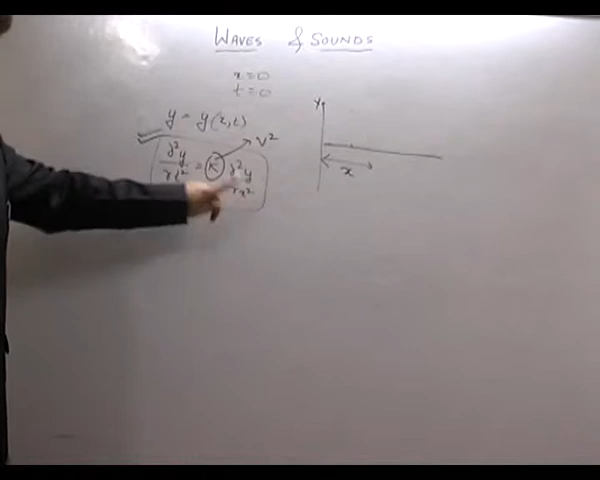 WAVES & SOUNDS
x=0
t=0
y = y(x,t)
∂²y/∂t² = K ∂²y/∂x²
V²
Y
x